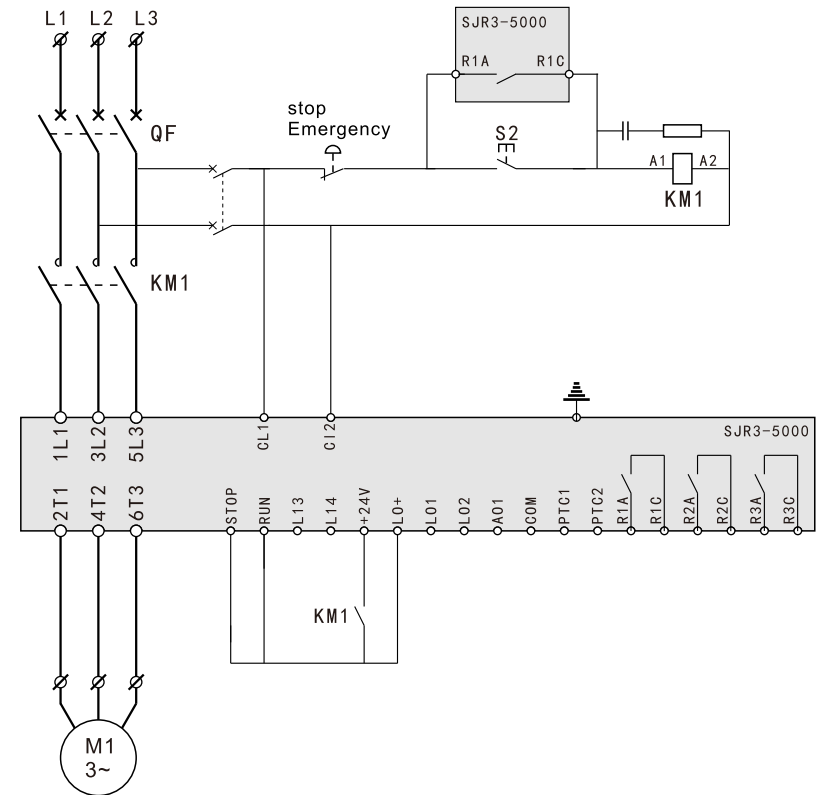 L1 L2 L3
SJR3-5000
R1A R1C
stop
Emergency
QF
S2
A1 A2
KM1
KM1
SJR3-5000
1L1 3L2 5L3 CL1 CI2
2T1 4T2 6T3 STOP RUN L13 L14 +24V LO+ LO1 LO2 AO1 COM PTC1 PTC2 R1A R1C R2A R2C R3A R3C
KM1
M1
3~